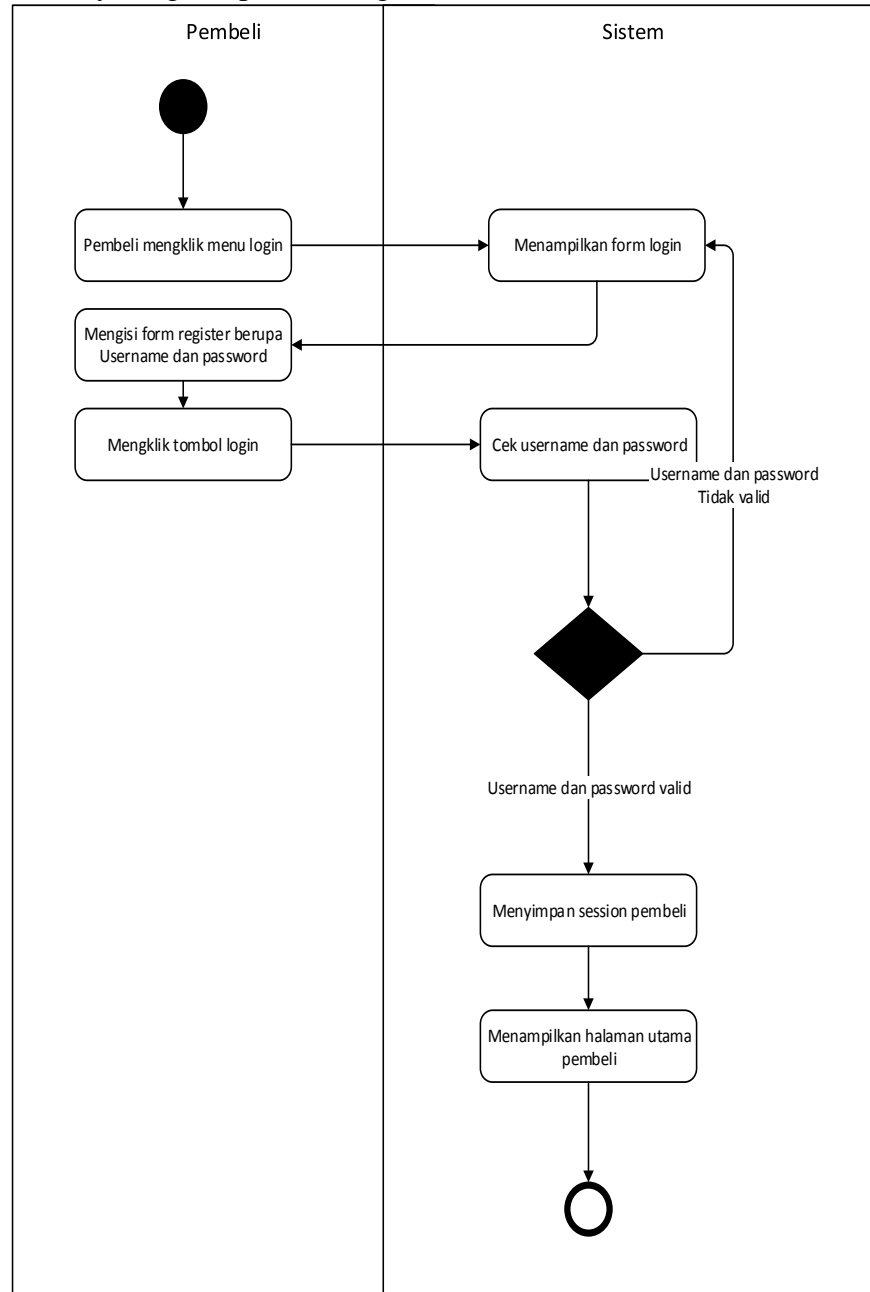 Pembeli
Sistem
Pembeli mengklik menu login
Menampilkan form login
Mengisi form register berupa
Username dan password
Mengklik tombol login
Cek username dan password
Username dan password
Tidak valid
Username dan password valid
Menyimpan session pembeli
Menampilkan halaman utama
pembeli